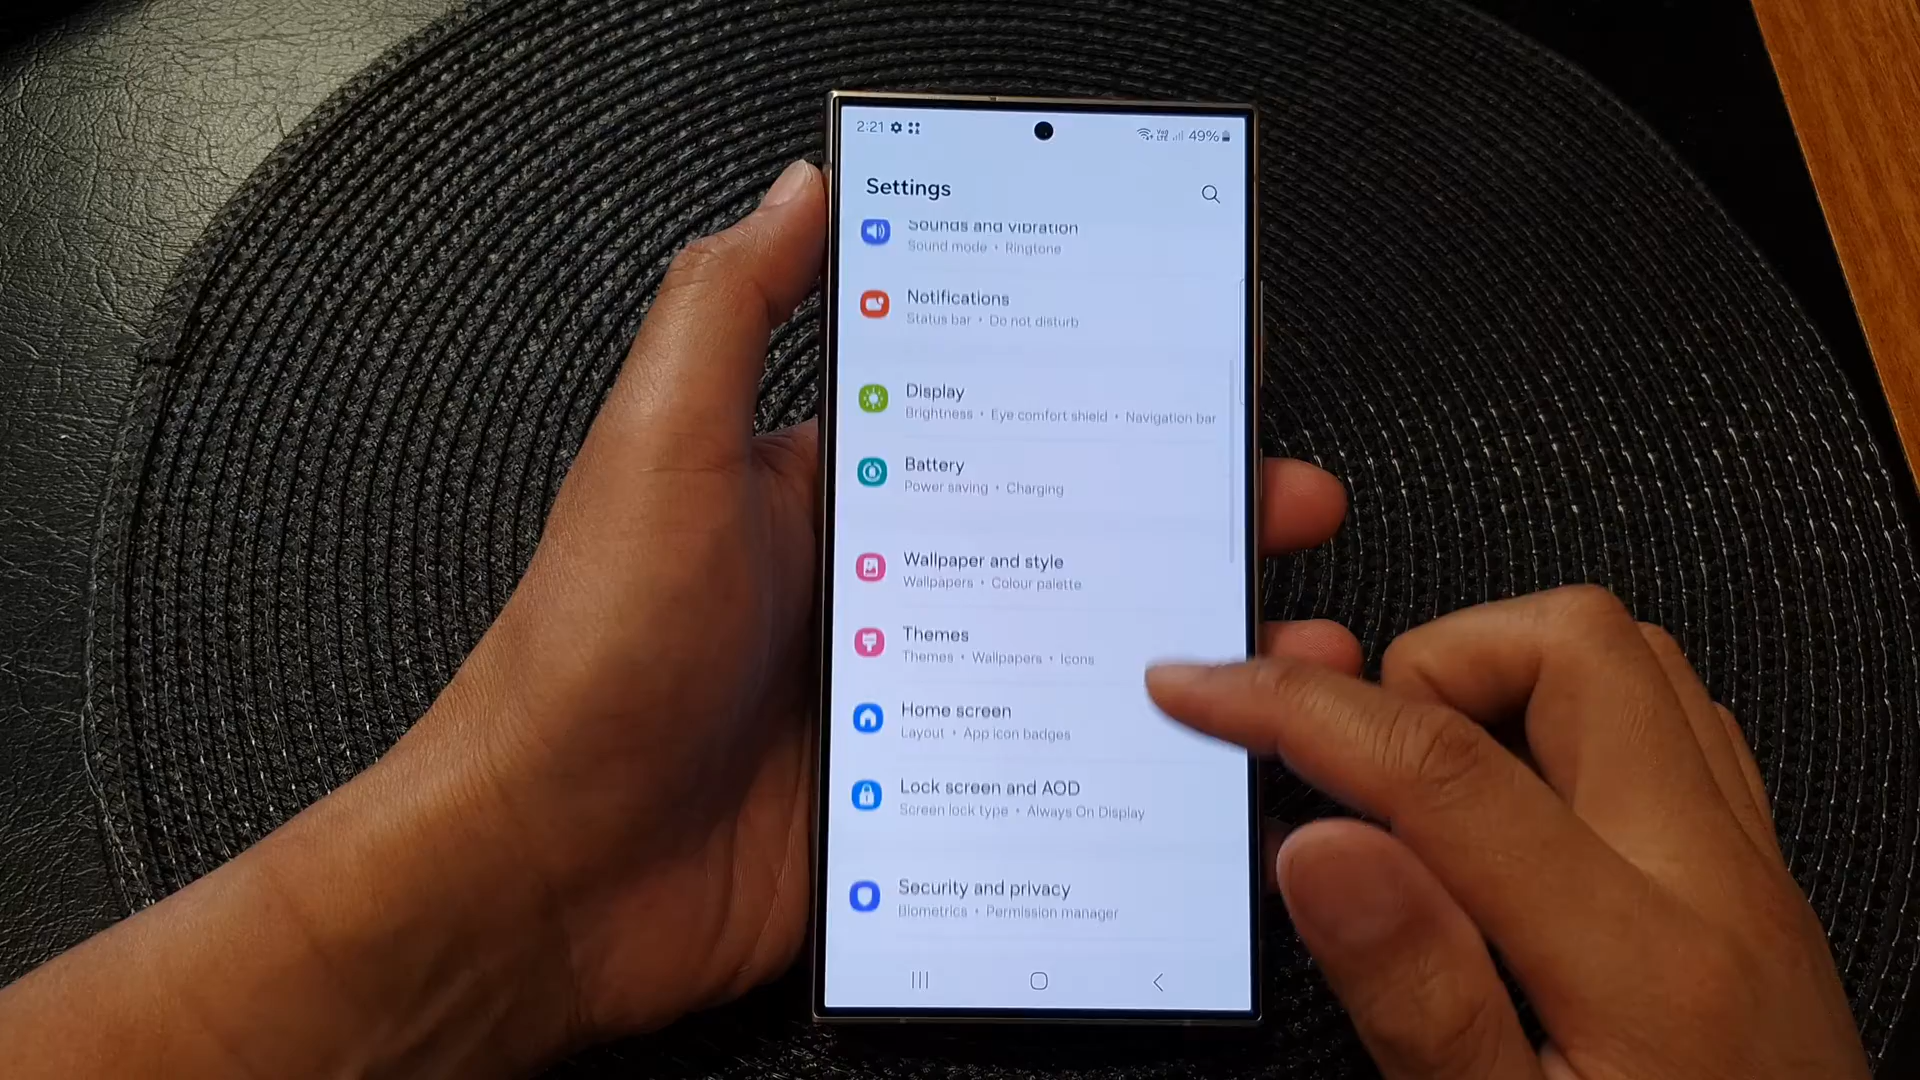 2:21
Vo) LTE 49%
Settings
Sounds and vibration
Sound mode • Ringtone
Notifications
Status bar • Do not disturb
Display
Brightness • Eye comfort shield • Navigation bar
Battery
Power saving • Charging
Wallpaper and style
Wallpapers • Colour palette
Themes
Themes • Wallpapers • Icons
Home screen
Layout • App icon badges
Lock screen and AOD
Screen lock type • Always On Display
Security and privacy
Biometrics • Permission manager